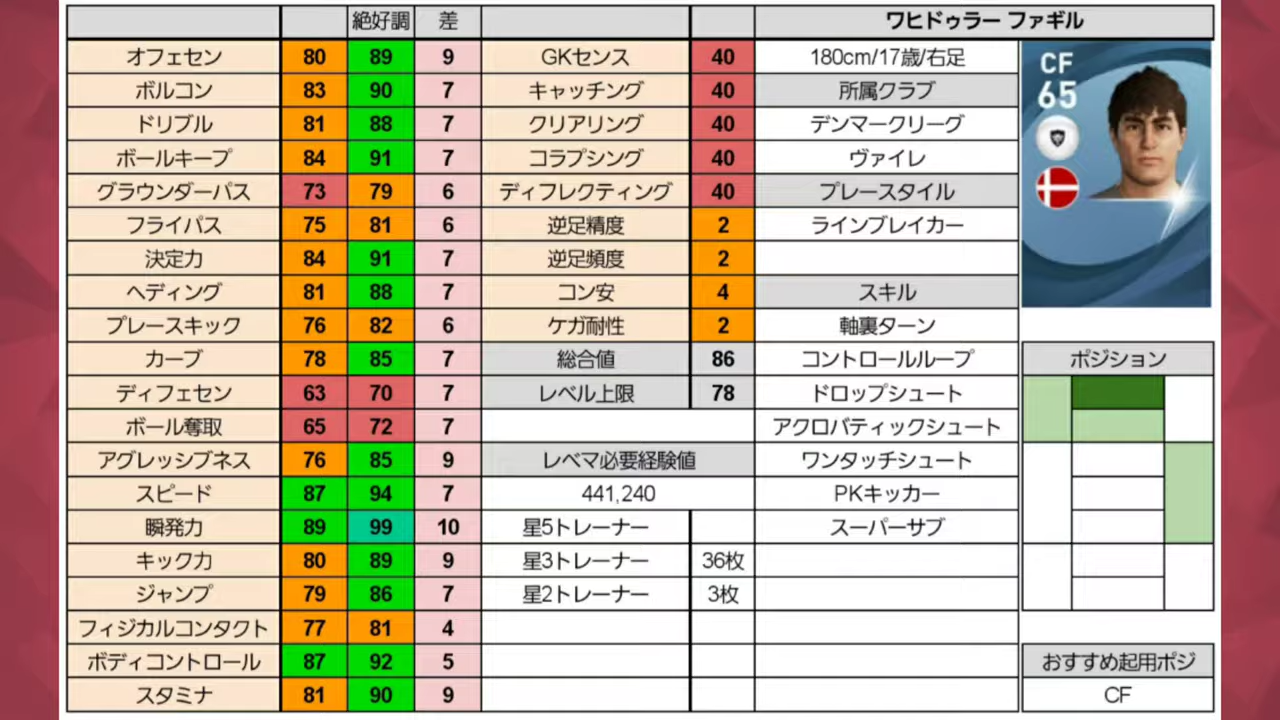 絶好調 差 ワヒドゥラー ファギル
オフェセン 80 89 9 GKセンス 40 180cm/17歳/右足
ボルコン 83 90 7 キャッチング 40 所属クラブ
ドリブル 81 88 7 クリアリング 40 デンマークリーグ
ボールキープ 84 91 7 コラプシング 40 ヴァイレ
グラウンダーパス 73 79 6 ディフレクティング 40 プレースタイル
フライパス 75 81 6 逆足精度 2 ラインブレイカー
決定力 84 91 7 逆足頻度 2
ヘディング 81 88 7 コン安 4 スキル
プレースキック 76 82 6 ケガ耐性 2 軸裏ターン
カーブ 78 85 7 総合値 86 コントロールループ
ディフェセン 63 70 7 レベル上限 78 ドロップシュート
ボール奪取 65 72 7 アクロバティックシュート
アグレッシブネス 76 85 9 レベマ必要経験値 ワンタッチシュート
スピード 87 94 7 441,240 PKキッカー
瞬発力 89 99 10 星5トレーナー スーパーサブ
キック力 80 89 9 星3トレーナー 36枚
ジャンプ 79 86 7 星2トレーナー 3枚
フィジカルコンタクト 77 81 4
ボディコントロール 87 92 5
スタミナ 81 90 9
CF
65
ポジション
おすすめ起用ポジ
CF